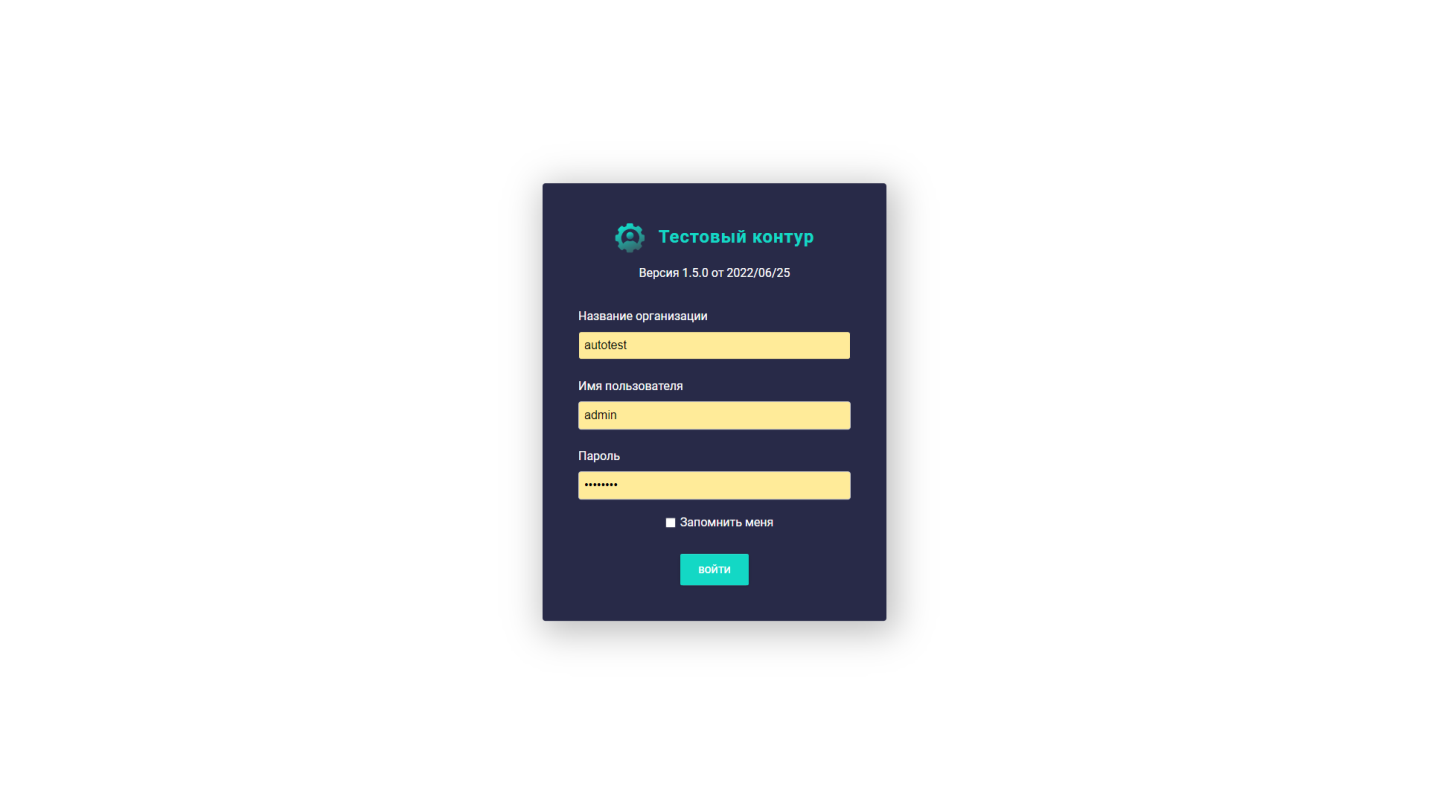 Тестовый контур
Версия 1.5.0 от 2022/06/25
Название организации
autotest
Имя пользователя
admin
Пароль
••••••••
Запомнить меня
ВОЙТИ